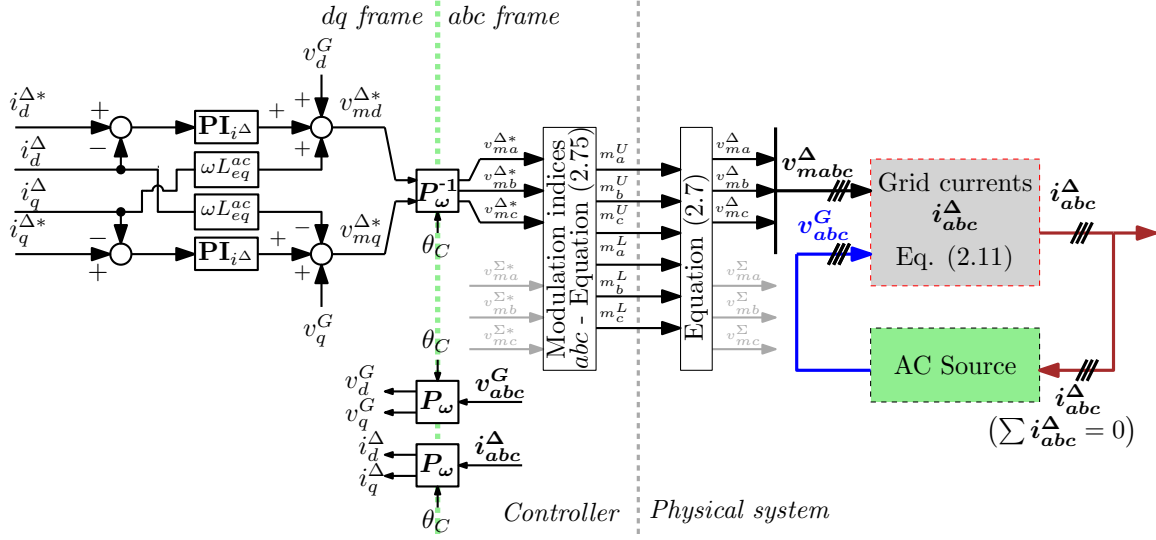 dq frame
abc frame
v_d^G
i_d^{Δ*}
+
−
PI_{i^Δ}
+
+
+
+
v_{md}^{Δ*}
i_d^Δ
ωL_{eq}^{ac}
i_q^Δ
ωL_{eq}^{ac}
i_q^{Δ*}
−
+
PI_{i^Δ}
+
−
+
+
v_{mq}^{Δ*}
v_q^G
P_ω^{-1}
θ_C
v_{ma}^{Δ*}
v_{mb}^{Δ*}
v_{mc}^{Δ*}
v_{ma}^{Σ*}
v_{mb}^{Σ*}
v_{mc}^{Σ*}
Modulation indices
abc - Equation (2.75)
m_a^U
m_b^U
m_c^U
m_a^L
m_b^L
m_c^L
Equation (2.7)
v_{ma}^Δ
v_{mb}^Δ
v_{mc}^Δ
v_{ma}^Σ
v_{mb}^Σ
v_{mc}^Σ
v_{mabc}^Δ
v_{abc}^G
Grid currents
i_{abc}^Δ
Eq. (2.11)
i_{abc}^Δ
AC Source
i_{abc}^Δ
(∑ i_{abc}^Δ = 0)
θ_C
v_d^G
v_q^G
P_ω
v_{abc}^G
i_d^Δ
i_q^Δ
P_ω
i_{abc}^Δ
θ_C
Controller
Physical system